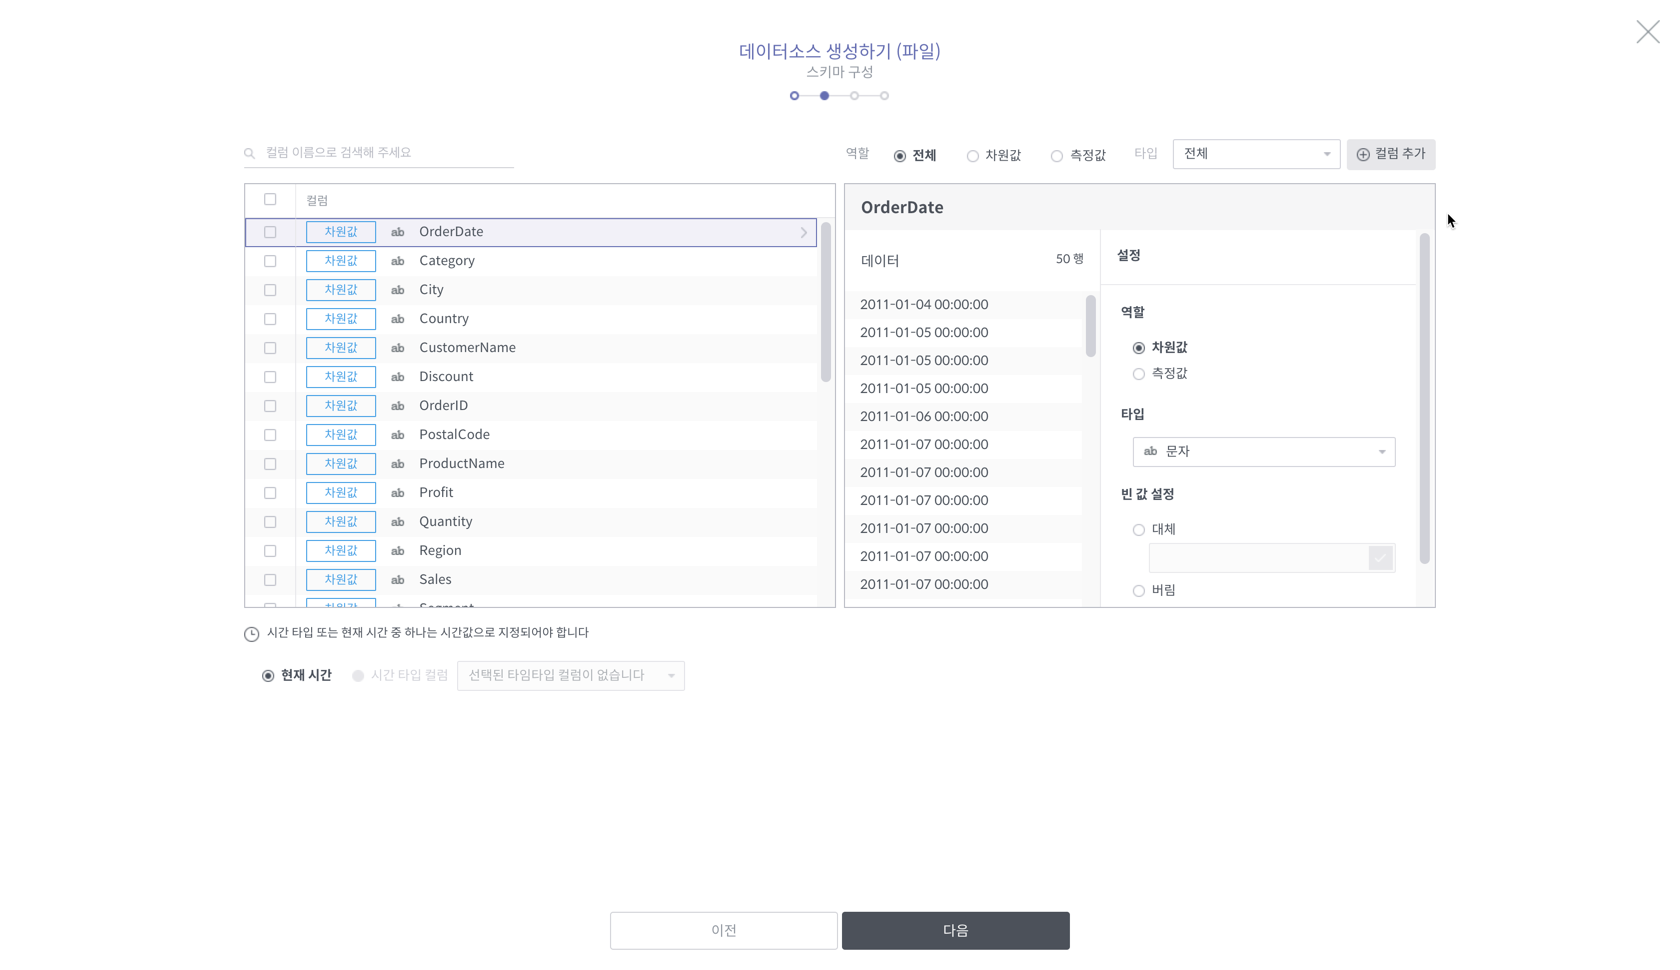 데이터소스 생성하기 (파일)
스키마 구성
컬럼 이름으로 검색해 주세요
역할 전체 차원값 측정값 타입 전체 컬럼 추가
컬럼
차원값 ab OrderDate
차원값 ab Category
차원값 ab City
차원값 ab Country
차원값 ab CustomerName
차원값 ab Discount
차원값 ab OrderID
차원값 ab PostalCode
차원값 ab ProductName
차원값 ab Profit
차원값 ab Quantity
차원값 ab Region
차원값 ab Sales
차원값 ab Segment
OrderDate
데이터 50 행
2011-01-04 00:00:00
2011-01-05 00:00:00
2011-01-05 00:00:00
2011-01-05 00:00:00
2011-01-06 00:00:00
2011-01-07 00:00:00
2011-01-07 00:00:00
2011-01-07 00:00:00
2011-01-07 00:00:00
2011-01-07 00:00:00
2011-01-07 00:00:00
설정
역할
차원값
측정값
타입
ab 문자
빈 값 설정
대체
버림
시간 타입 또는 현재 시간 중 하나는 시간값으로 지정되어야 합니다
현재 시간 시간 타입 컬럼 선택된 타임타입 컬럼이 없습니다
이전 다음